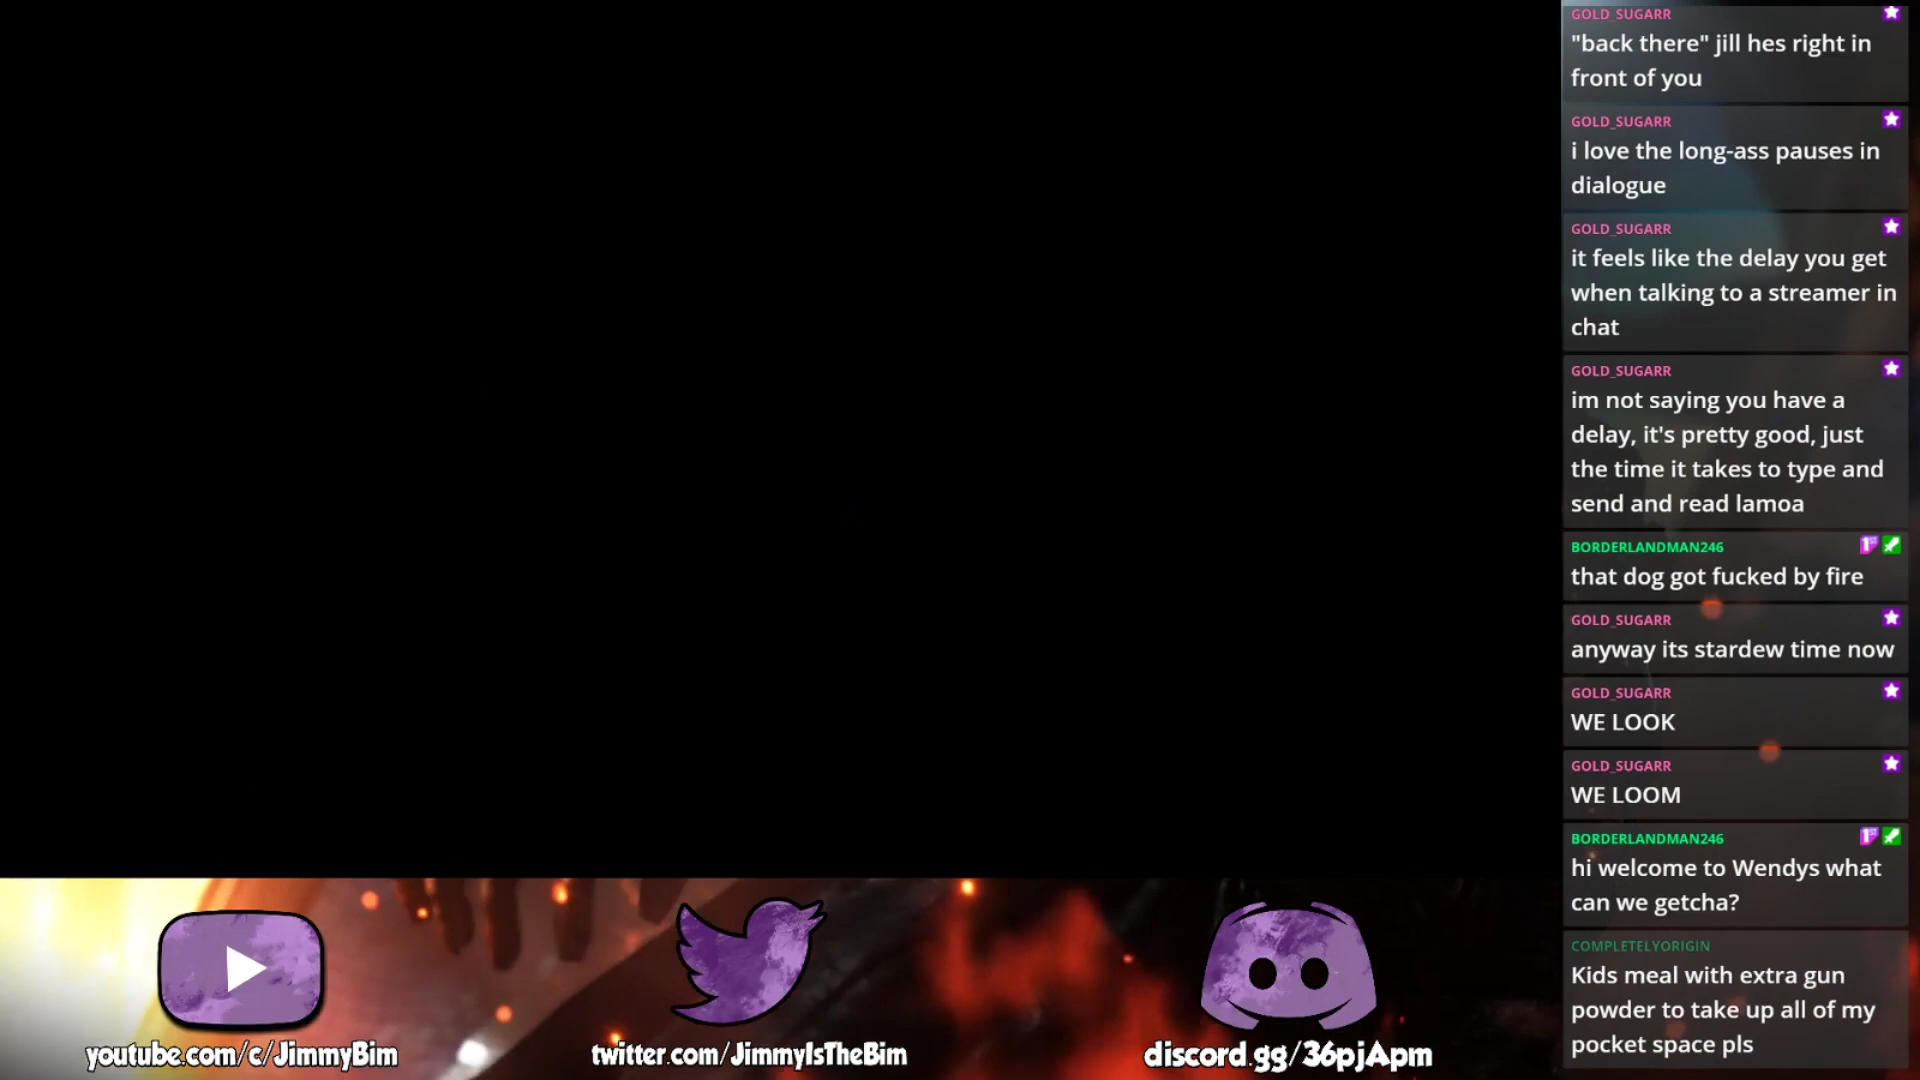 GOLD_SUGARR
"back there" jill hes right in
front of you
GOLD_SUGARR
i love the long-ass pauses in
dialogue
GOLD_SUGARR
it feels like the delay you get
when talking to a streamer in
chat
GOLD_SUGARR
im not saying you have a
delay, it's pretty good, just
the time it takes to type and
send and read lamoa
BORDERLANDMAN246
that dog got fucked by fire
GOLD_SUGARR
anyway its stardew time now
GOLD_SUGARR
WE LOOK
GOLD_SUGARR
WE LOOM
BORDERLANDMAN246
hi welcome to Wendys what
can we getcha?
COMPLETELYORIGIN
Kids meal with extra gun
powder to take up all of my
pocket space pls
youtube.com/c/JimmyBim
twitter.com/JimmyIsTheBim
discord.gg/36pjApm